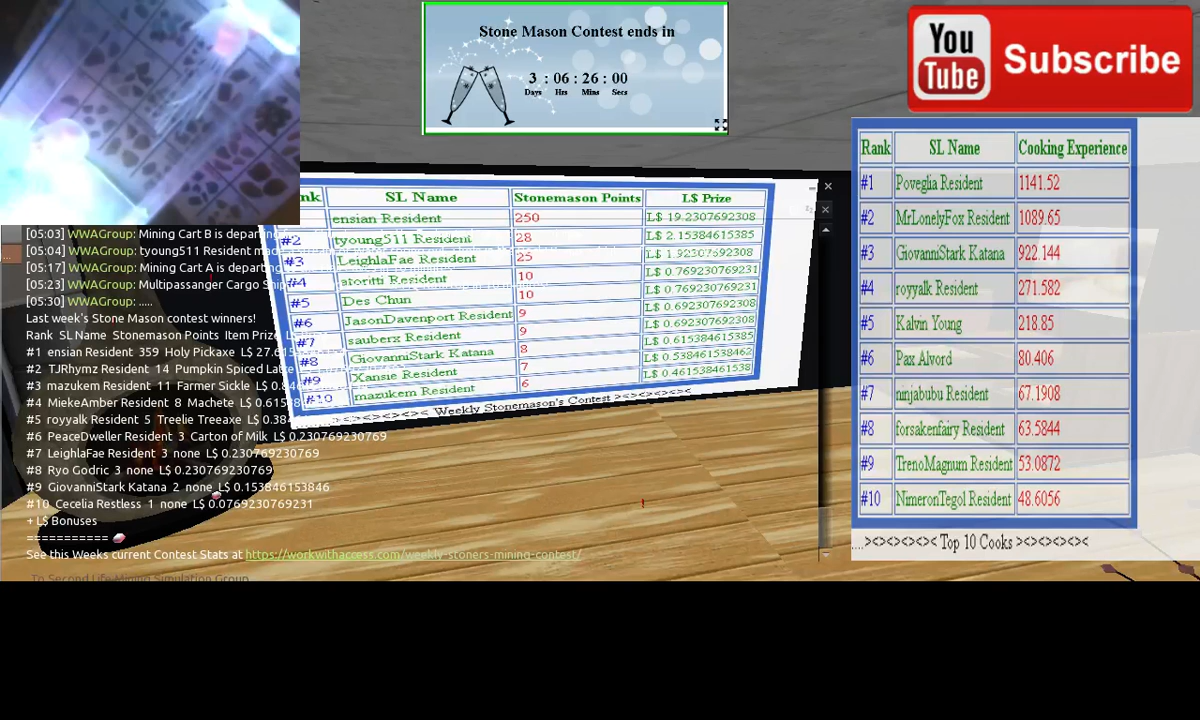 Stone Mason Contest ends in
3 : 06 : 26 : 00
Days Hrs Mins Secs
You Tube Subscribe
nk SL Name Stonemason Points L$ Prize
ensian Resident 250 L$ 19.2307692308
#2 tyoung511 Resident 28 L$ 2.15384615385
#3 LeighlaFae Resident 25 L$ 1.92307692308
#4 atoritti Resident 10 L$ 0.769230769231
#5 Des Chun 10 L$ 0.769230769231
#6 JasonDavenport Resident 9 L$ 0.692307692308
#7 sauberx Resident 9 L$ 0.692307692308
#8 GiovanniStark Katana 8 L$ 0.615384615385
#9 Xansie Resident 7 L$ 0.538461538462
#10 mazukem Resident 6 L$ 0.461538461538
><><><>< Weekly Stonemason's Contest ><><><><
[05:03] WWAGroup: Mining Cart B is
[05:04] WWAGroup: tyoung511 Resident
[05:17] WWAGroup: Mining Cart A is
[05:23] WWAGroup: Multipassanger Cargo
[05:30] WWAGroup: .....
Last week's Stone Mason contest winners!
Rank SL Name Stonemason Points Item Prize
#1 ensian Resident 359 Holy Pickaxe L$
#2 TJRhymz Resident 14 Pumpkin Spiced
#3 mazukem Resident 11 Farmer Sickle L$
#4 MiekeAmber Resident 8 Machete L$
#5 royyalk Resident 5 Treelie Treeaxe L$
#6 PeaceDweller Resident 3 Carton of Milk L$ 0.230769230769
#7 LeighlaFae Resident 3 none L$ 0.230769230769
#8 Ryo Godric 3 none L$ 0.230769230769
#9 GiovanniStark Katana 2 none L$ 0.153846153846
#10 Cecelia Restless 1 none L$ 0.0769230769231
+ L$ Bonuses
===========
See this Weeks current Contest Stats at https://workwithaccess.com/weekly-stoners-mining-contest/
To Second Life Mining Simulation Group
Rank SL Name Cooking Experience
#1 Poveglia Resident 1141.52
#2 MrLonelyFox Resident 1089.65
#3 GiovanniStark Katana 922.144
#4 royyalk Resident 271.582
#5 Kalvin Young 218.85
#6 Pax Alvord 80.406
#7 ninjabubu Resident 67.1908
#8 forsakenfairy Resident 63.5844
#9 TrenoMagnum Resident 53.0872
#10 NimeronTegol Resident 48.6056
....><><><>< Top 10 Cooks ><><><><